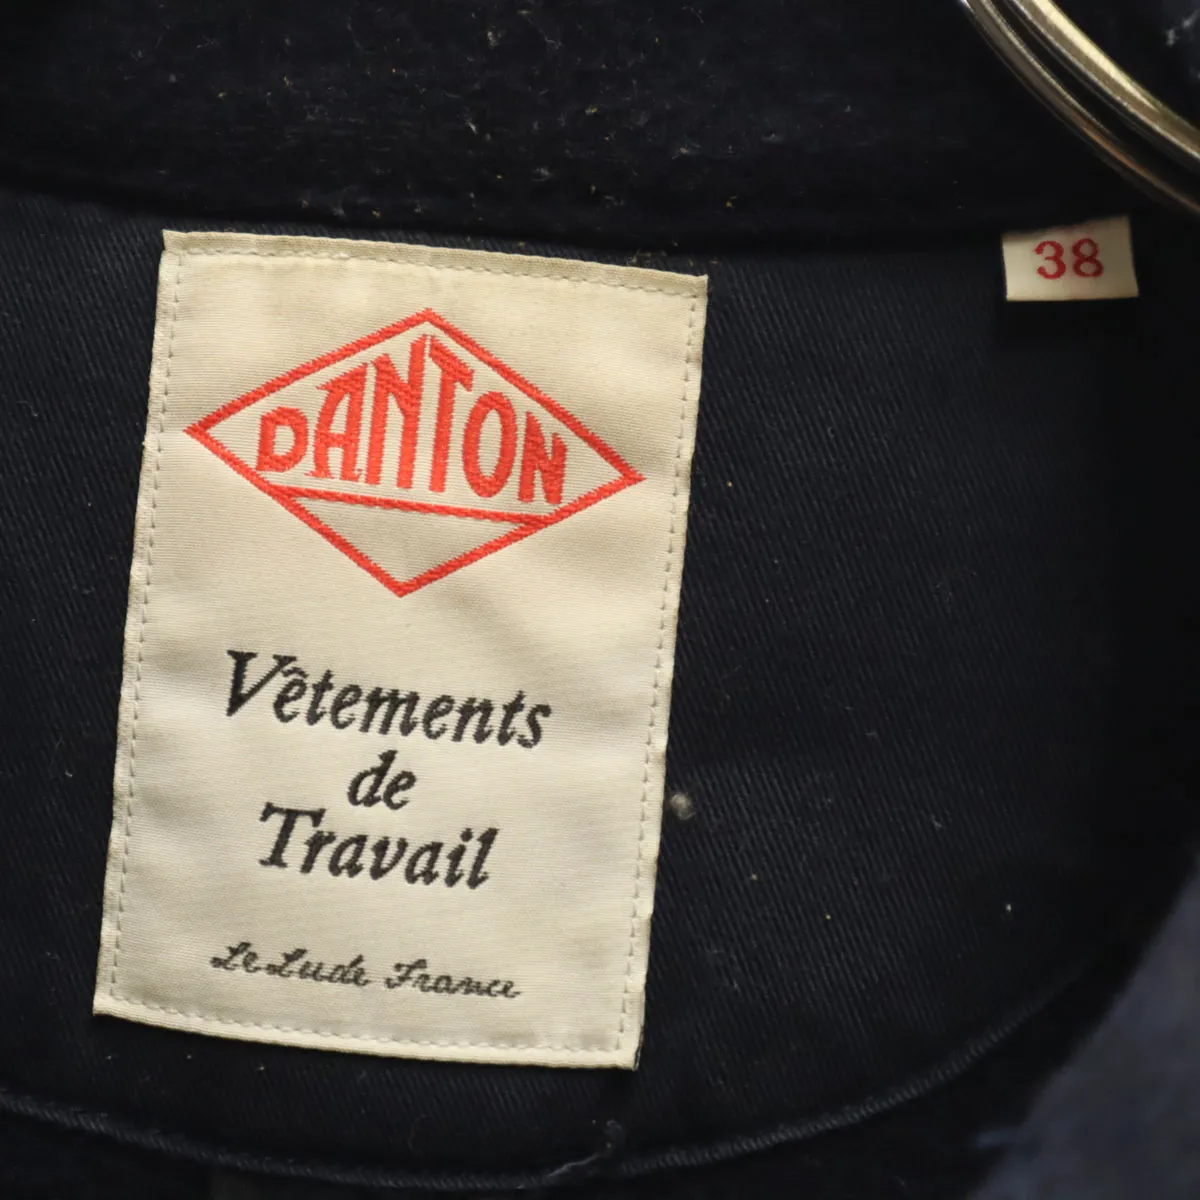 DANTON
38
Vêtements
de
Travail
Le Lude France